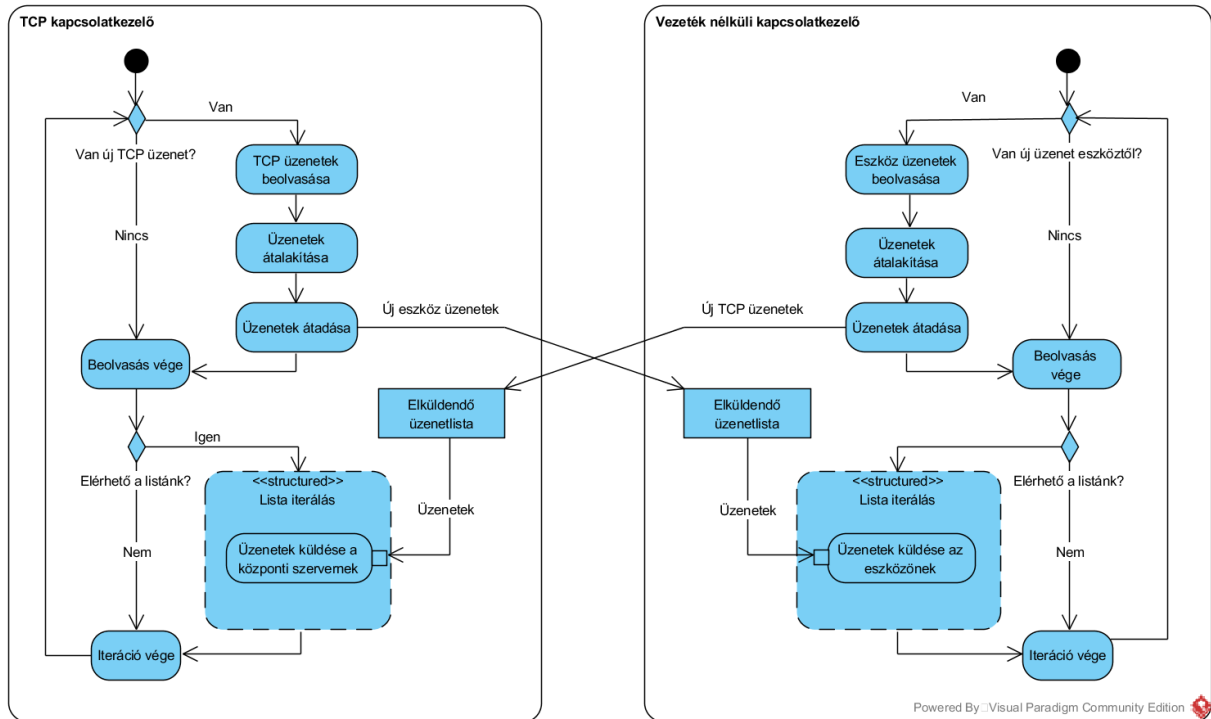 TCP kapcsolatkezelő
Van
Van új TCP üzenet?
TCP üzenetek
beolvasása
Nincs
Üzenetek
átalakítása
Üzenetek átadása
Új eszköz üzenetek
Beolvasás vége
Elküldendő
üzenetlista
Igen
Elérhető a listánk?
<<structured>>
Lista iterálás
Üzenetek
Nem
Üzenetek küldése a
központi szervernek
Iteráció vége
Vezeték nélküli kapcsolatkezelő
Van
Van új üzenet eszköztől?
Eszköz üzenetek
beolvasása
Nincs
Üzenetek
átalakítása
Új TCP üzenetek
Üzenetek átadása
Beolvasás
vége
Elküldendő
üzenetlista
Elérhető a listánk?
<<structured>>
Lista iterálás
Üzenetek
Nem
Üzenetek küldése az
eszközönek
Iteráció vége
Powered By Visual Paradigm Community Edition